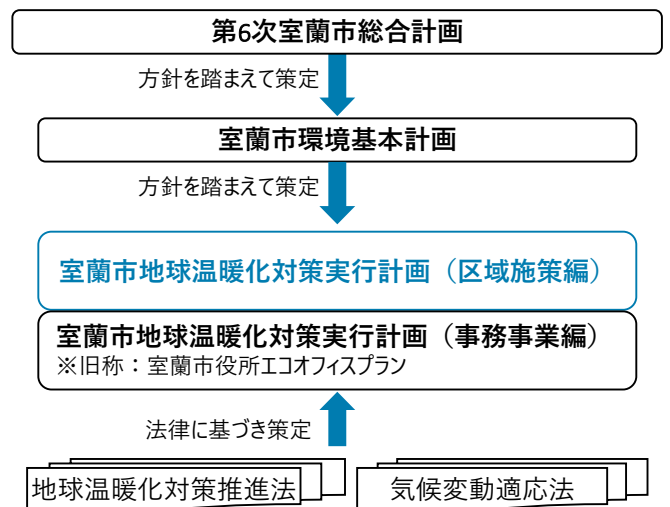 第6次室蘭市総合計画
方針を踏まえて策定
室蘭市環境基本計画
方針を踏まえて策定
室蘭市地球温暖化対策実行計画（区域施策編）
室蘭市地球温暖化対策実行計画（事務事業編）
※旧称：室蘭市役所エコオフィスプラン
法律に基づき策定
地球温暖化対策推進法
気候変動適応法